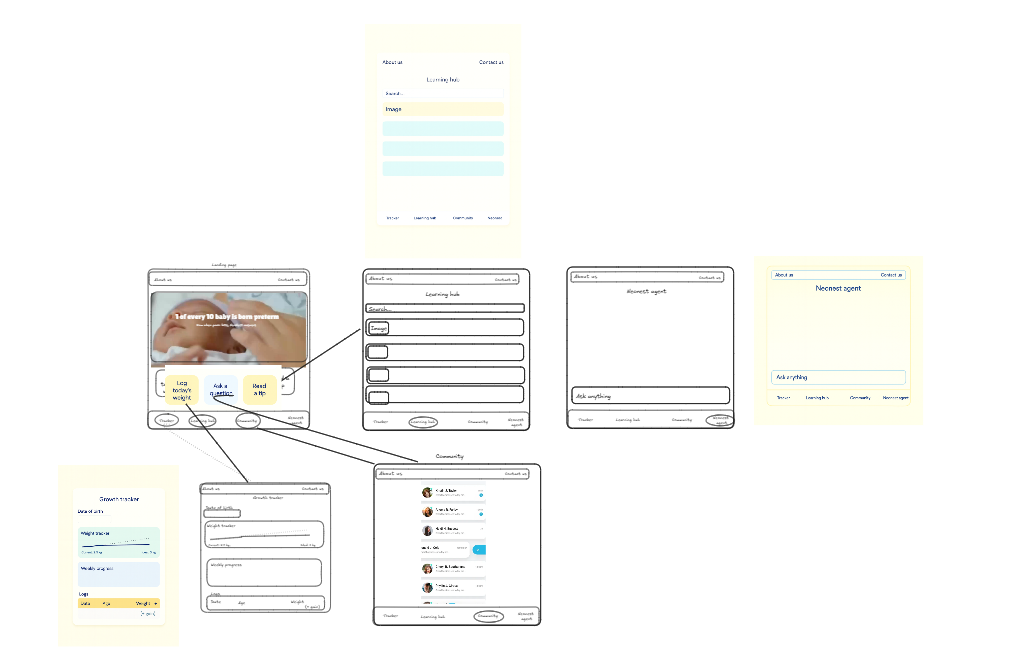 About us Contact us
Learning hub
Search...
Image
Tracker Learning hub Community Neonest
Landing page
About us Contact us
1 of every 10 baby is born preterm
Log today's weight
Ask a question
Read a tip
Tracker Learning hub Community Neonest agent
About us Contact us
Learning hub
Search...
Image
Tracker Learning hub Community Neonest agent
About us Contact us
Neonest agent
Ask anything
Tracker Learning hub Community Neonest agent
About us Contact us
Neonest agent
Ask anything
Tracker Learning hub Community Neonest agent
Growth tracker
Date of birth
Weight tracker
Weekly progress
Logs
Date Age Weight
About us Contact us
Growth tracker
Date of birth
Weight tracker
Weekly progress
Logs
Date Age Weight
Community
About us Contact us
Tracker Learning hub Community Neonest agent